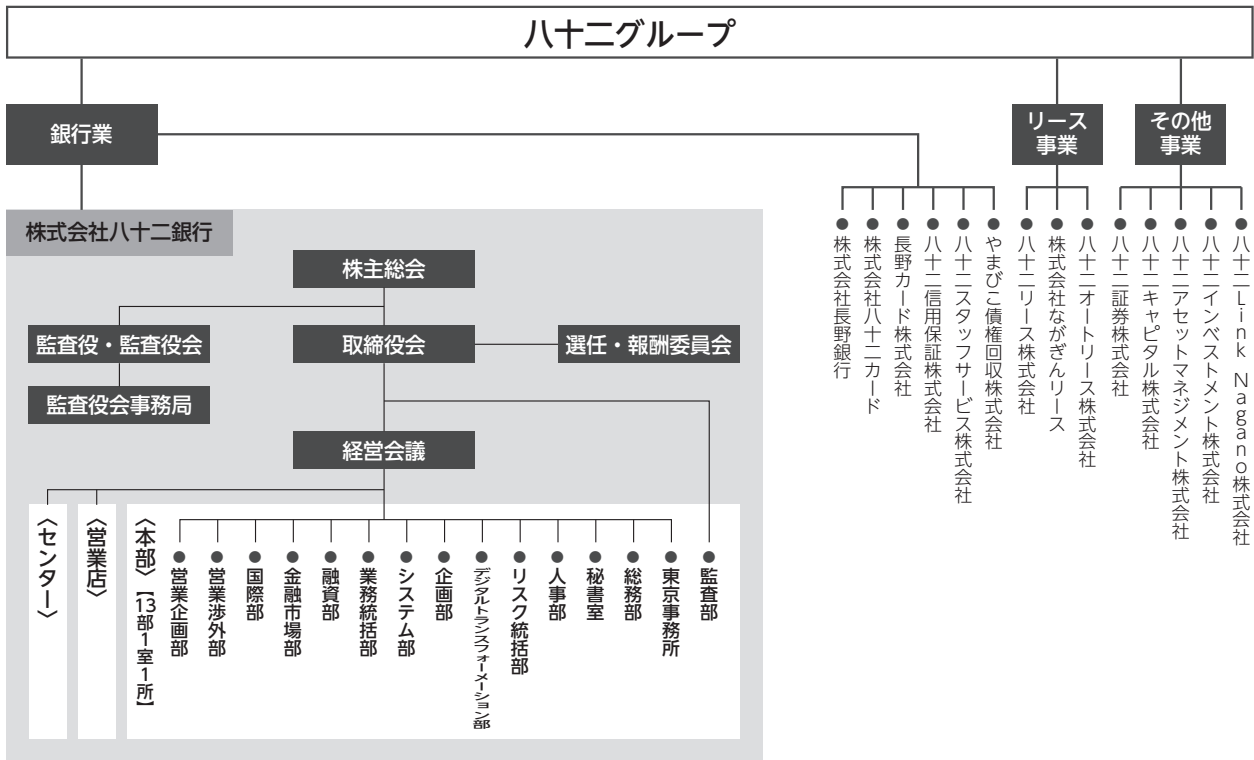 八十二グループ
銀行業
リース
事業
その他
事業
株式会社八十二銀行
株主総会
監査役・監査役会
取締役会
選任・報酬委員会
監査役会事務局
経営会議
〈センター〉
〈営業店〉
〈本部〉【13部1室1所】
●営業企画部
●営業渉外部
●国際部
●金融市場部
●融資部
●業務統括部
●システム部
●企画部
●デジタルトランスフォーメーション部
●リスク統括部
●人事部
●秘書室
●総務部
●東京事務所
●監査部
●株式会社長野銀行
●株式会社八十二カード
●長野カード株式会社
●八十二信用保証株式会社
●八十二スタッフサービス株式会社
●やまびこ債権回収株式会社
●八十二リース株式会社
●株式会社ながぎんリース
●八十二オートリース株式会社
●八十二証券株式会社
●八十二キャピタル株式会社
●八十二アセットマネジメント株式会社
●八十二インベストメント株式会社
●八十二Link Nagano株式会社